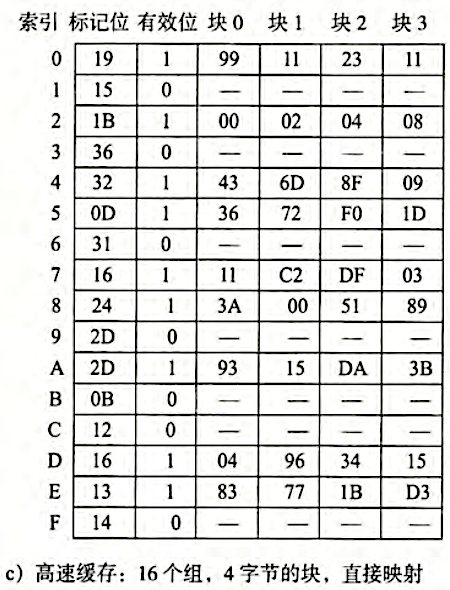 索引 标记位 有效位 块0 块1 块2 块3
0 19 1 99 11 23 11
1 15 0 — — — —
2 1B 1 00 02 04 08
3 36 0 — — — —
4 32 1 43 6D 8F 09
5 0D 1 36 72 F0 1D
6 31 0 — — — —
7 16 1 11 C2 DF 03
8 24 1 3A 00 51 89
9 2D 0 — — — —
A 2D 1 93 15 DA 3B
B 0B 0 — — — —
C 12 0 — — — —
D 16 1 04 96 34 15
E 13 1 83 77 1B D3
F 14 0 — — — —
c）高速缓存：16个组，4字节的块，直接映射